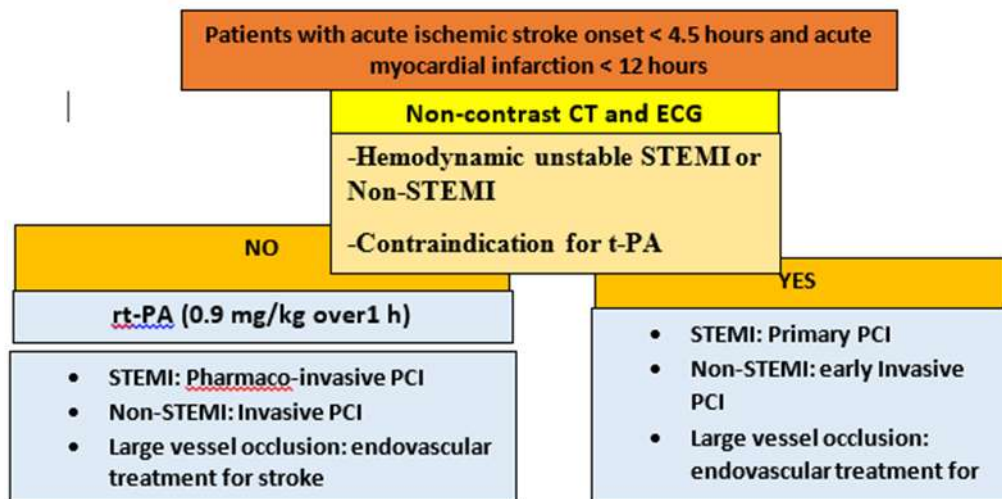 Patients with acute ischemic stroke onset < 4.5 hours and acute
myocardial infarction < 12 hours
Non-contrast CT and ECG
-Hemodynamic unstable STEMI or
Non-STEMI
-Contraindication for t-PA
NO
rt-PA (0.9 mg/kg over1 h)
• STEMI: Pharmaco-invasive PCI
• Non-STEMI: Invasive PCI
• Large vessel occlusion: endovascular
treatment for stroke
YES
• STEMI: Primary PCI
• Non-STEMI: early Invasive
PCI
• Large vessel occlusion:
endovascular treatment for